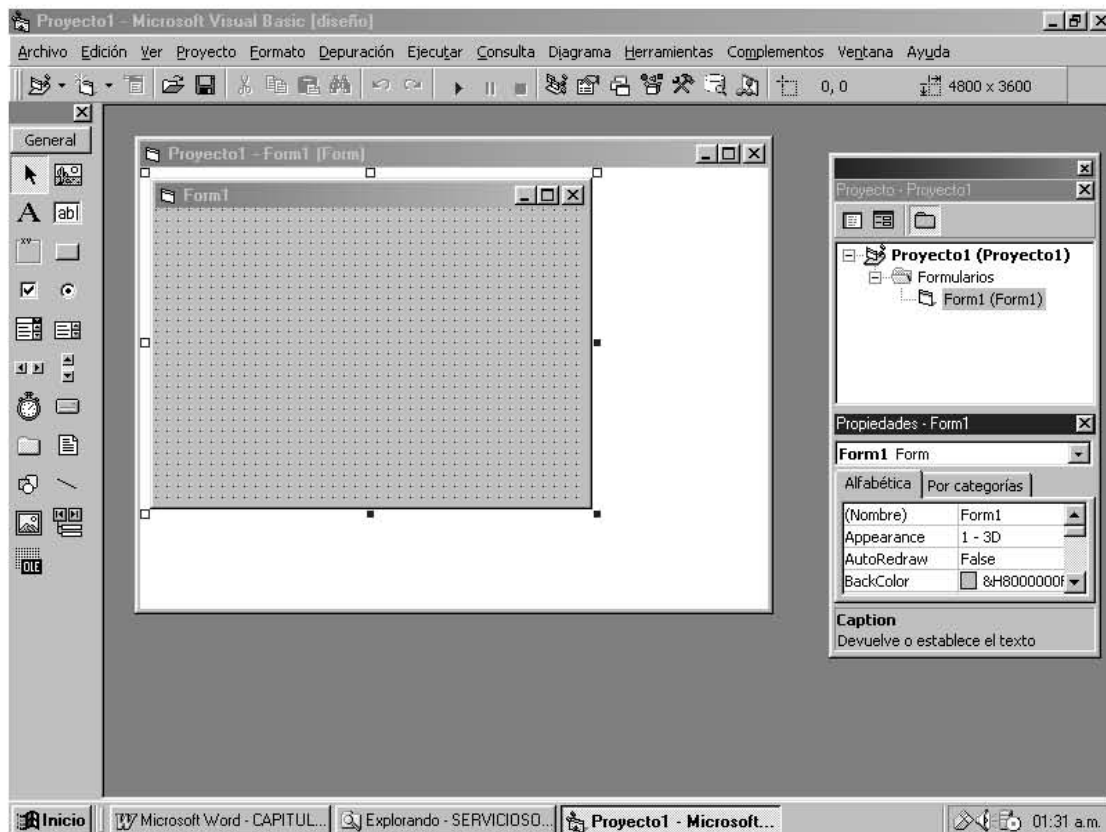 Proyecto1 - Microsoft Visual Basic [diseño]
Archivo Edición Ver Proyecto Formato Depuración Ejecutar Consulta Diagrama Herramientas Complementos Ventana Ayuda
0, 0 4800 x 3600
General
Proyecto1 - Form1 (Form)
Form1
A ab|
xy
OLE
Proyecto - Proyecto1
Proyecto1 (Proyecto1)
Formularios
Form1 (Form1)
Propiedades - Form1
Form1 Form
Alfabética Por categorías
(Nombre) Form1
Appearance 1 - 3D
AutoRedraw False
BackColor &H8000000F
Caption
Devuelve o establece el texto
Inicio Microsoft Word - CAPITUL... Explorando - SERVICIOSO... Proyecto1 - Microsoft... 01:31 a.m.